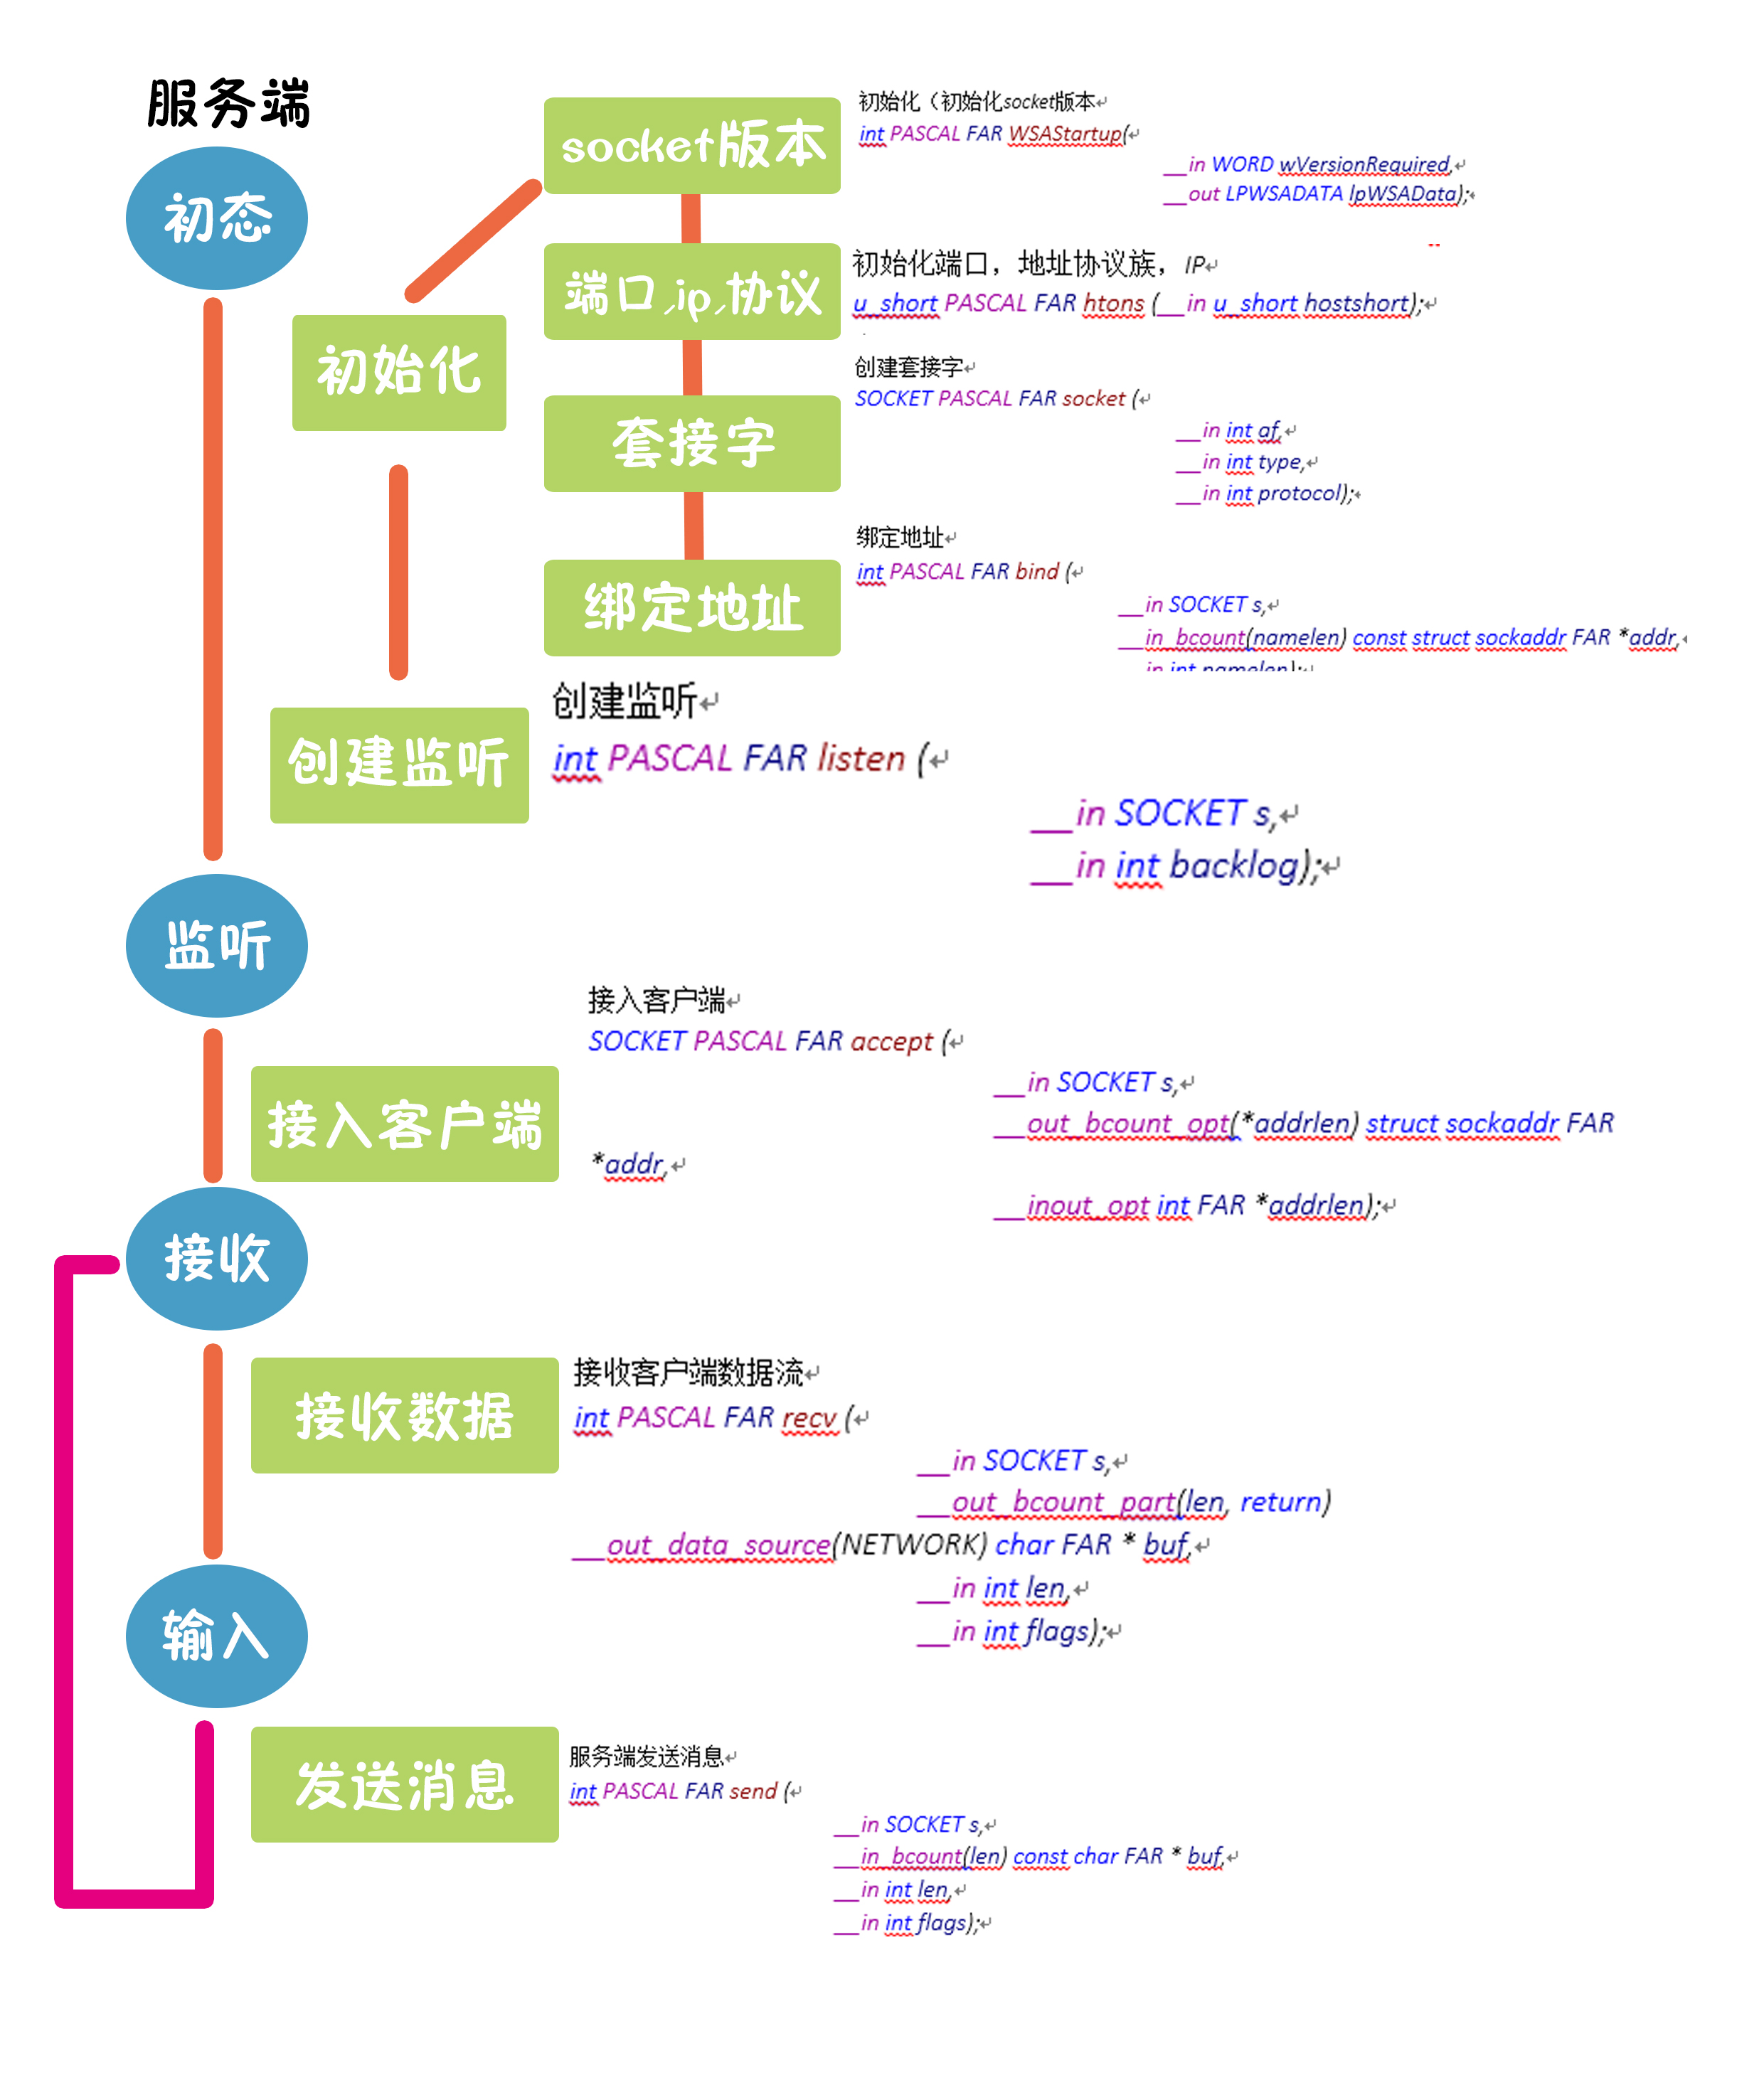 服务端
初态
初始化
socket版本
初始化（初始化socket版本
int PASCAL FAR WSAStartup(
__in WORD wVersionRequired,
__out LPWSADATA lpWSAData);
端口,ip,协议
初始化端口，地址协议族，IP
u_short PASCAL FAR htons (__in u_short hostshort);
套接字
创建套接字
SOCKET PASCAL FAR socket (
__in int af,
__in int type,
__in int protocol);
绑定地址
绑定地址
int PASCAL FAR bind (
__in SOCKET s,
__in_bcount(namelen) const struct sockaddr FAR *addr,
__in int namelen);
创建监听
创建监听
int PASCAL FAR listen (
__in SOCKET s,
__in int backlog);
监听
接入客户端
接入客户端
SOCKET PASCAL FAR accept (
__in SOCKET s,
__out_bcount_opt(*addrlen) struct sockaddr FAR
*addr,
__inout_opt int FAR *addrlen);
接收
接收数据
接收客户端数据流
int PASCAL FAR recv (
__in SOCKET s,
__out_bcount_part(len, return)
__out_data_source(NETWORK) char FAR * buf,
__in int len,
__in int flags);
输入
发送消息
服务端发送消息
int PASCAL FAR send (
__in SOCKET s,
__in_bcount(len) const char FAR * buf,
__in int len,
__in int flags);